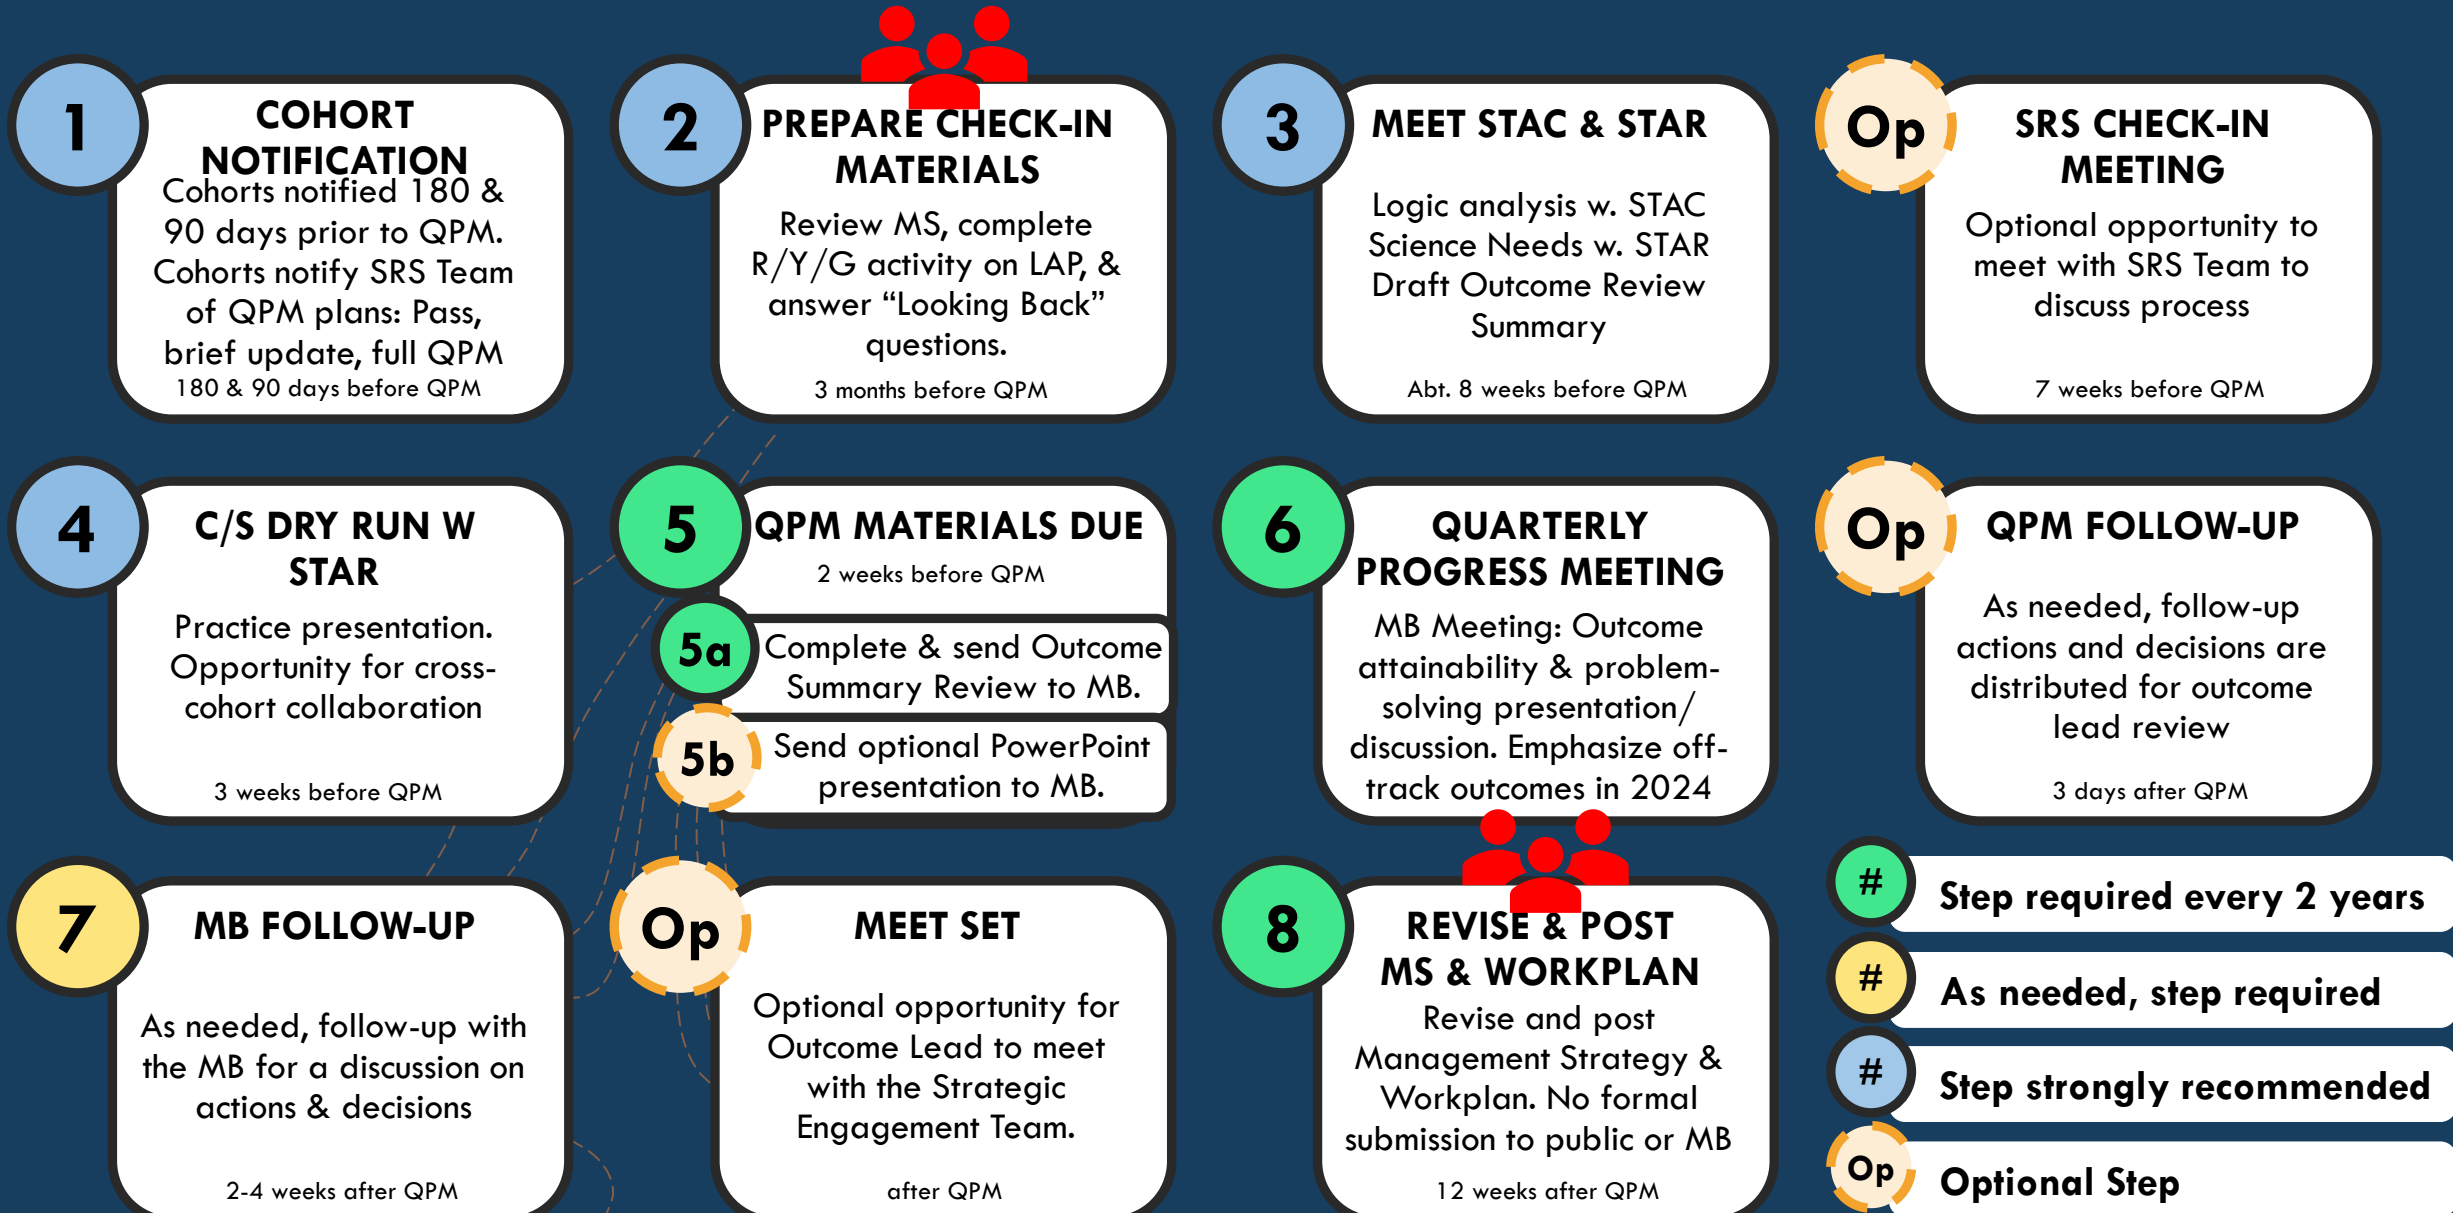 1
COHORT
NOTIFICATION
Cohorts notified 180 &
90 days prior to QPM.
Cohorts notify SRS Team
of QPM plans: Pass,
brief update, full QPM
180 & 90 days before QPM
2
PREPARE CHECK-IN
MATERIALS
Review MS, complete
R/Y/G activity on LAP, &
answer “Looking Back”
questions.
3 months before QPM
3
MEET STAC & STAR
Logic analysis w. STAC
Science Needs w. STAR
Draft Outcome Review
Summary
Abt. 8 weeks before QPM
Op
SRS CHECK-IN
MEETING
Optional opportunity to
meet with SRS Team to
discuss process
7 weeks before QPM
4
C/S DRY RUN W
STAR
Practice presentation.
Opportunity for cross-
cohort collaboration
3 weeks before QPM
5
QPM MATERIALS DUE
2 weeks before QPM
5a
Complete & send Outcome
Summary Review to MB.
5b
Send optional PowerPoint
presentation to MB.
6
QUARTERLY
PROGRESS MEETING
MB Meeting: Outcome
attainability & problem-
solving presentation/
discussion. Emphasize off-
track outcomes in 2024
Op
QPM FOLLOW-UP
As needed, follow-up
actions and decisions are
distributed for outcome
lead review
3 days after QPM
7
MB FOLLOW-UP
As needed, follow-up with
the MB for a discussion on
actions & decisions
2-4 weeks after QPM
Op
MEET SET
Optional opportunity for
Outcome Lead to meet
with the Strategic
Engagement Team.
after QPM
8
REVISE & POST
MS & WORKPLAN
Revise and post
Management Strategy &
Workplan. No formal
submission to public or MB
12 weeks after QPM
# Step required every 2 years
# As needed, step required
# Step strongly recommended
Op Optional Step